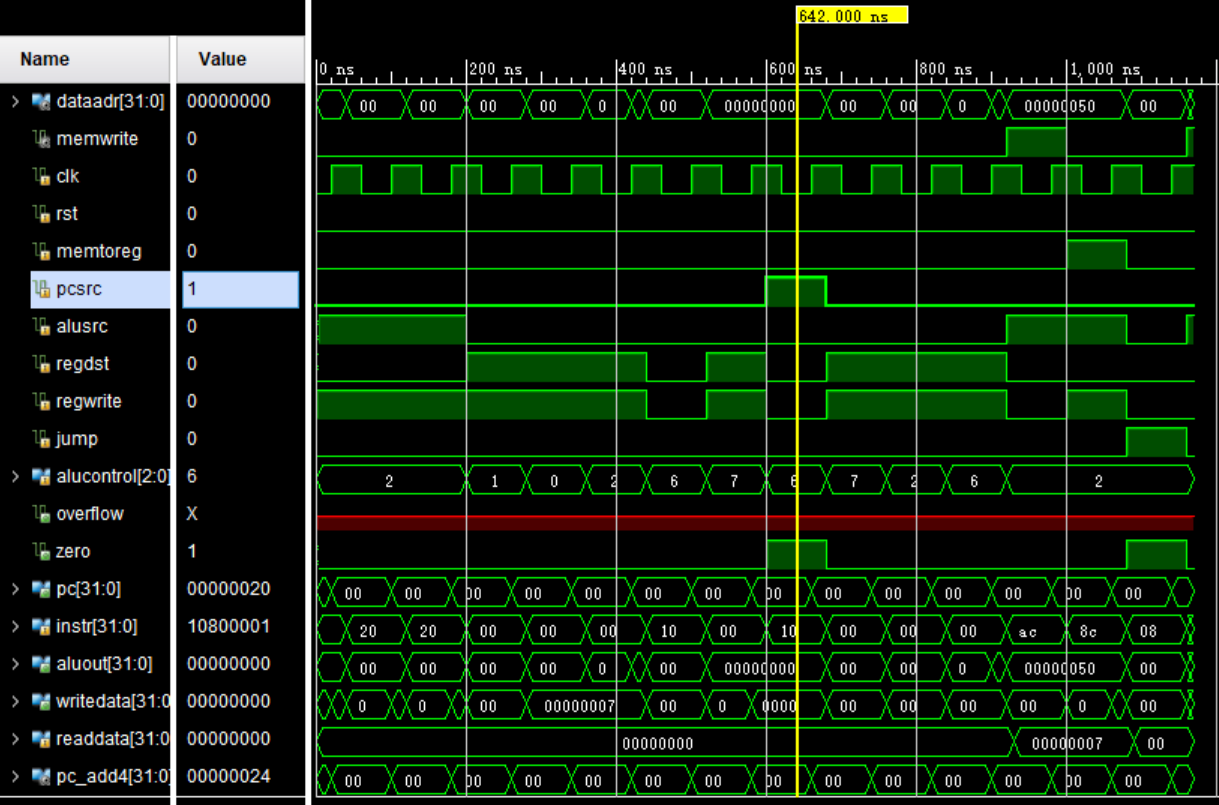 642.000 ns
Name Value
0 ns 200 ns 400 ns 600 ns 800 ns 1,000 ns
dataadr[31:0] 00000000 00 00 00 00 0 00 00000000 00 00 0 00000050 00
memwrite 0
clk 0
rst 0
memtoreg 0
pcsrc 1
alusrc 0
regdst 0
regwrite 0
jump 0
alucontrol[2:0] 6 2 1 0 2 6 7 6 7 2 6 2
overflow X
zero 1
pc[31:0] 00000020 00 00 00 00 00 00 00 00 00 00 00 00 00 00
instr[31:0] 10800001 20 20 00 00 00 10 00 10 00 00 00 ac 8c 08
aluout[31:0] 00000000 00 00 00 00 0 00 00000000 00 00 0 00000050 00
writedata[31:0 00000000 0 0 00 00000007 00 0 0000 00 00 00 00 0 00
readdata[31:0 00000000 00000000 00000007 00
pc_add4[31:0] 00000024 00 00 00 00 00 00 00 00 00 00 00 00 00 00